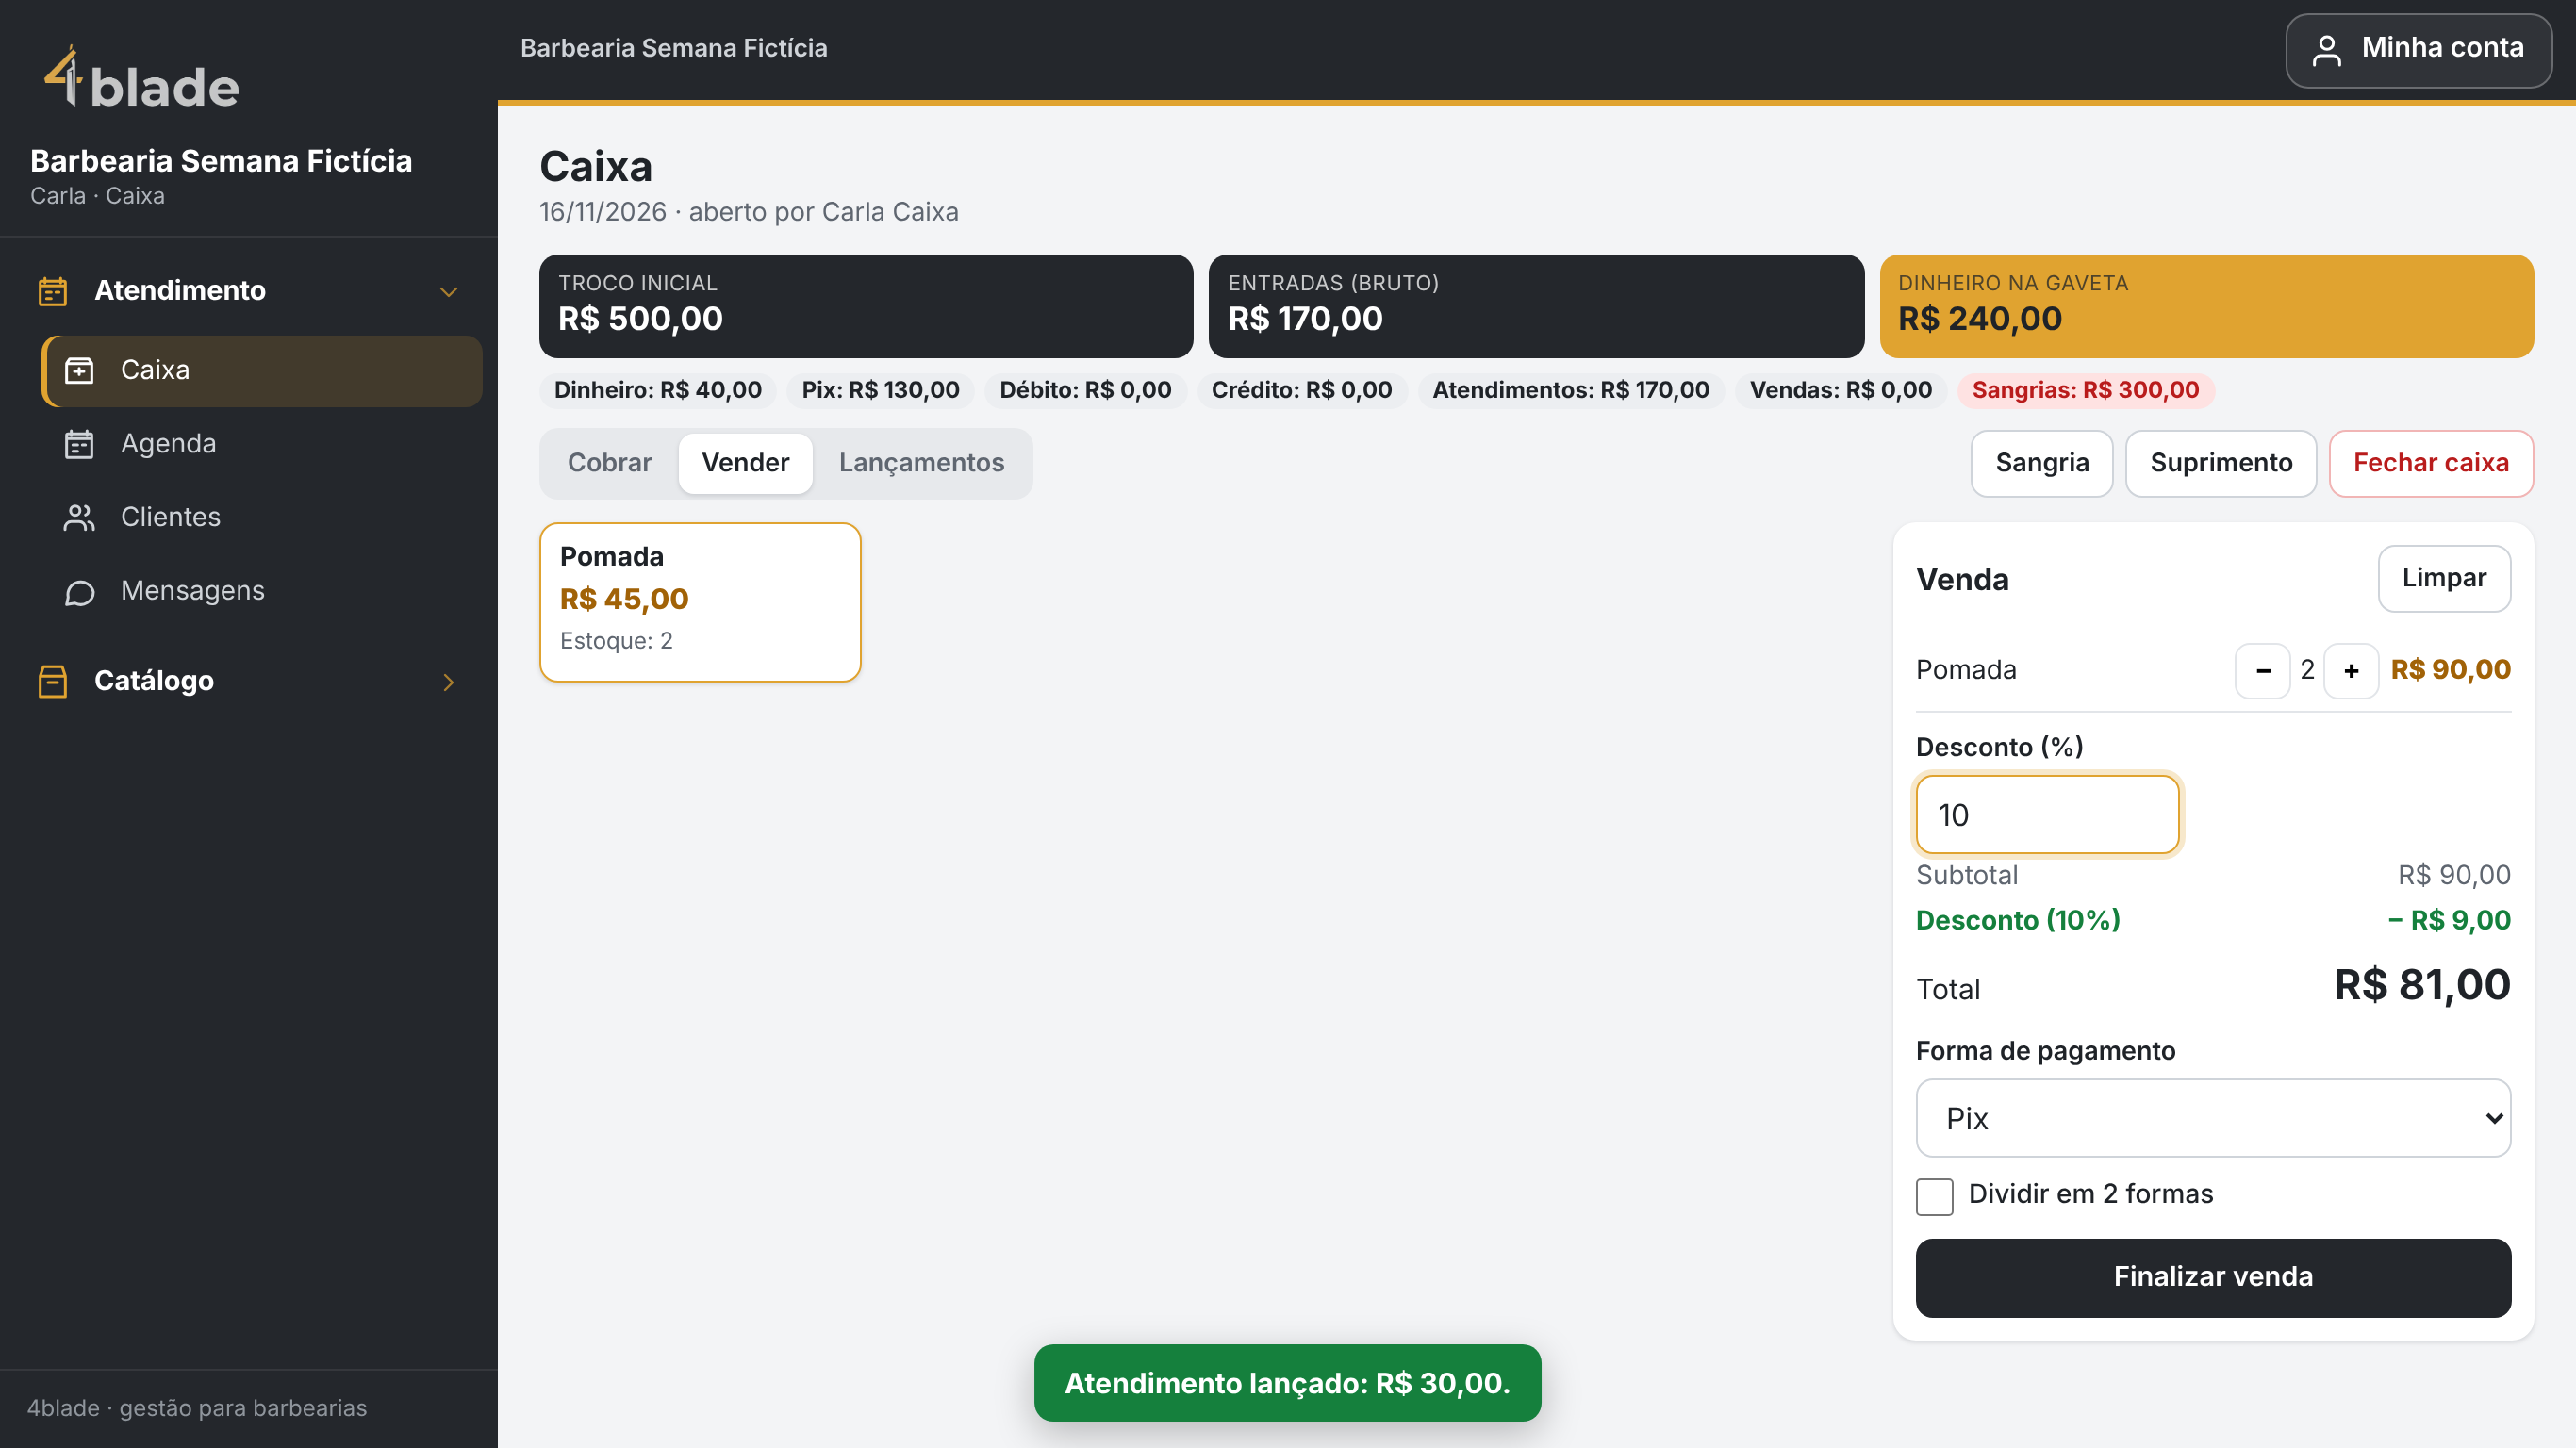 4blade
Barbearia Semana Fictícia
Carla · Caixa
Atendimento
Caixa
Agenda
Clientes
Mensagens
Catálogo
4blade · gestão para barbearias
Barbearia Semana Fictícia
Minha conta
Caixa
16/11/2026 · aberto por Carla Caixa
TROCO INICIAL
R$ 500,00
ENTRADAS (BRUTO)
R$ 170,00
DINHEIRO NA GAVETA
R$ 240,00
Dinheiro: R$ 40,00 Pix: R$ 130,00 Débito: R$ 0,00 Crédito: R$ 0,00 Atendimentos: R$ 170,00 Vendas: R$ 0,00 Sangrias: R$ 300,00
Cobrar Vender Lançamentos
Sangria Suprimento Fechar caixa
Pomada
R$ 45,00
Estoque: 2
Venda Limpar
Pomada − 2 + R$ 90,00
Desconto (%)
10
Subtotal R$ 90,00
Desconto (10%) − R$ 9,00
Total R$ 81,00
Forma de pagamento
Pix
Dividir em 2 formas
Finalizar venda
Atendimento lançado: R$ 30,00.